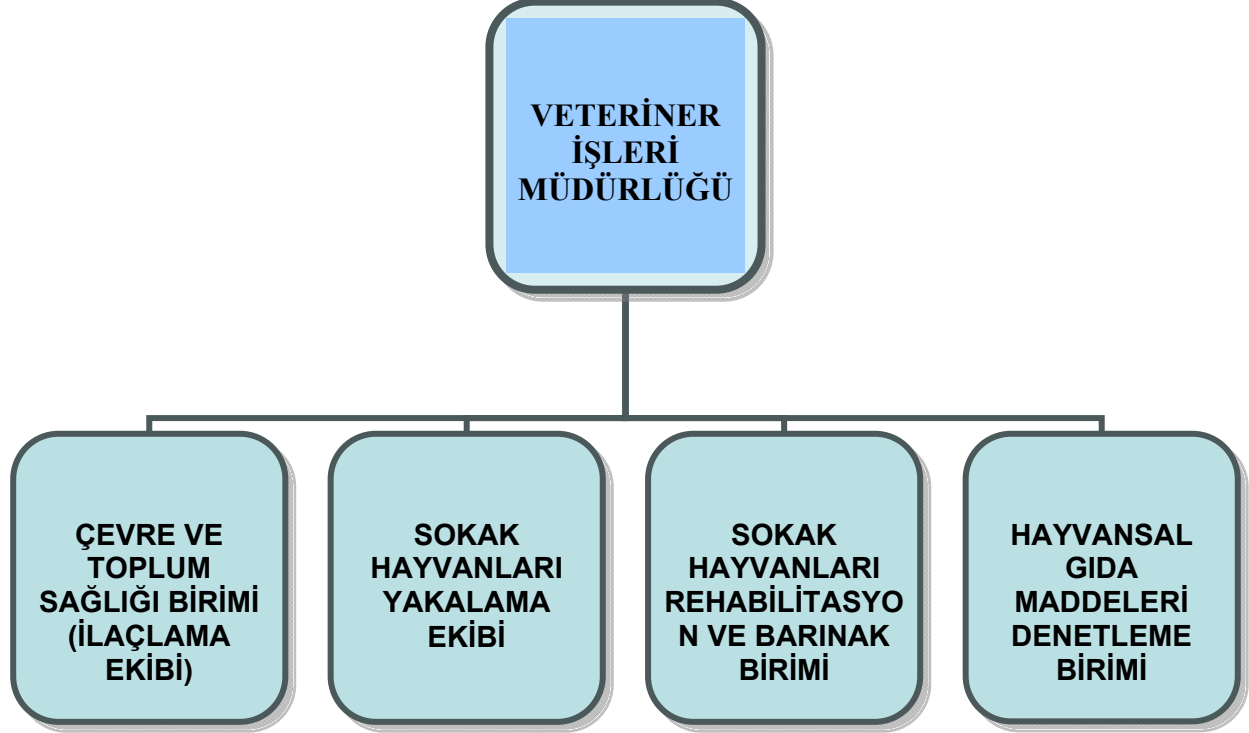 VETERİNER
İŞLERİ
MÜDÜRLÜĞÜ
ÇEVRE VE
TOPLUM
SAĞLIĞI BİRİMİ
(İLAÇLAMA
EKİBİ)
SOKAK
HAYVANLARI
YAKALAMA
EKİBİ
SOKAK
HAYVANLARI
REHABİLİTASYO
N VE BARINAK
BİRİMİ
HAYVANSAL
GIDA
MADDELERİ
DENETLEME
BİRİMİ